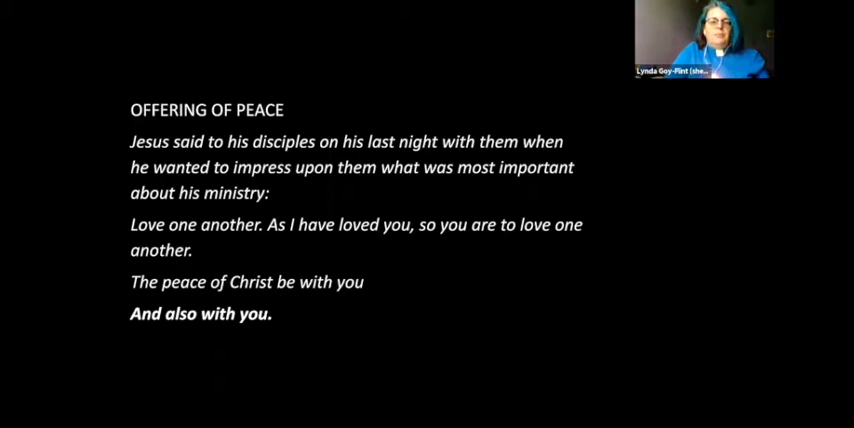 Lynda Goy-Flint (she...
OFFERING OF PEACE
Jesus said to his disciples on his last night with them when
he wanted to impress upon them what was most important
about his ministry:
Love one another. As I have loved you, so you are to love one
another.
The peace of Christ be with you
And also with you.